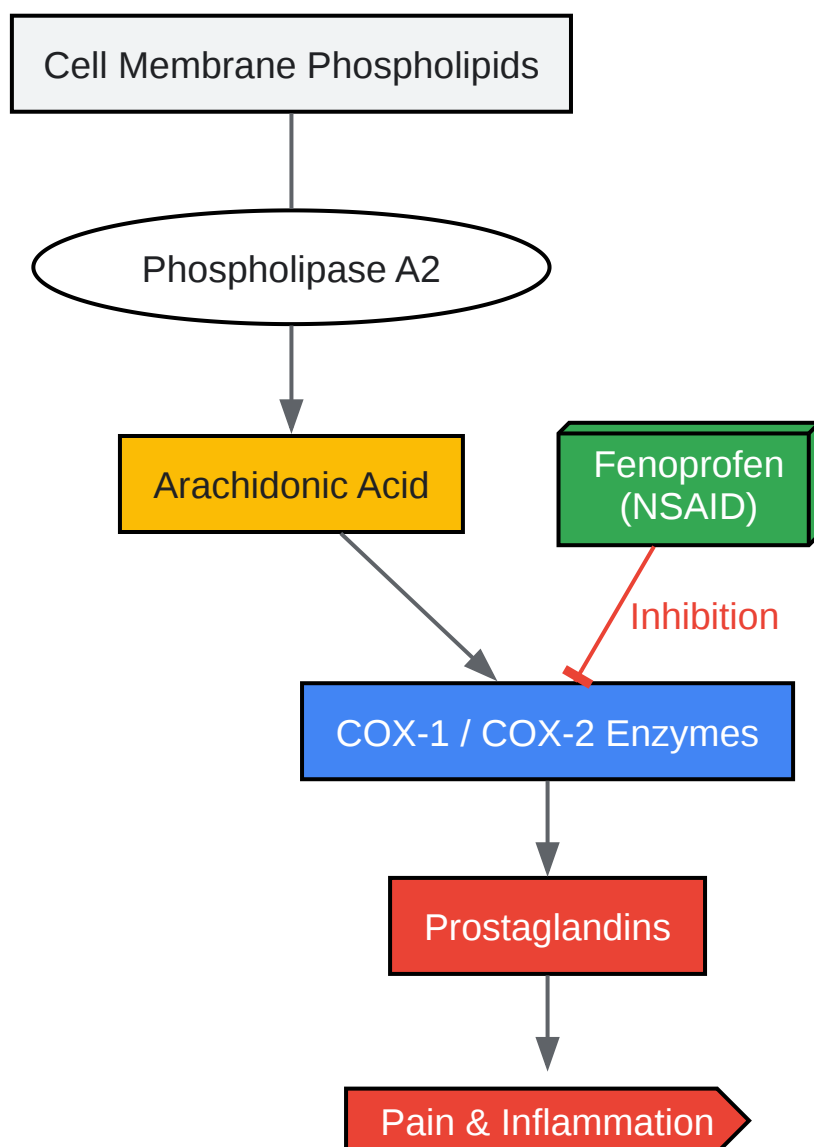 Cell Membrane Phospholipids
Phospholipase A2
Arachidonic Acid
Fenoprofen
(NSAID)
Inhibition
COX-1 / COX-2 Enzymes
Prostaglandins
Pain & Inflammation